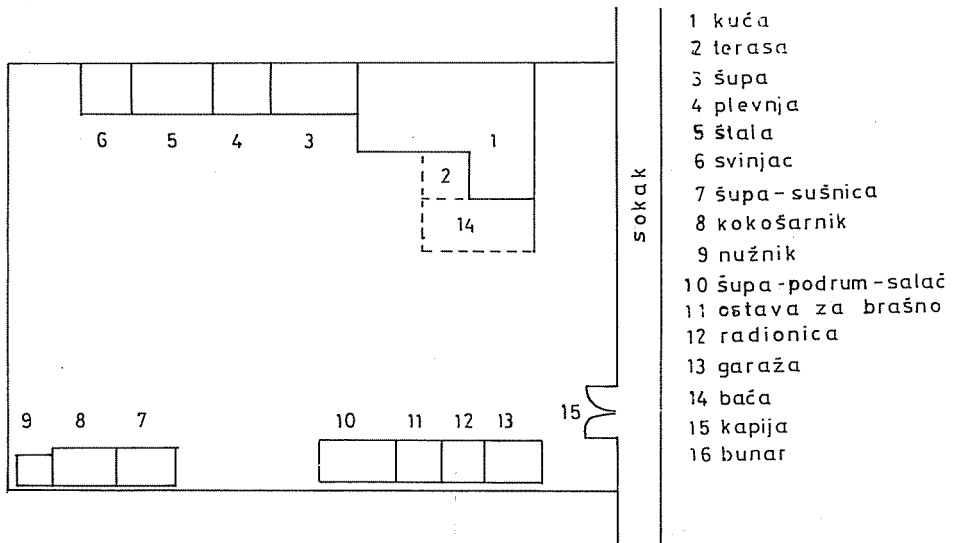 1 kuća
2 terasa
3 šupa
4 plevnja
5 štala
6 svinjac
7 šupa-sušnica
8 kokošarnik
9 nužnik
10 šupa-podrum-salač
11 ostava za brašno
12 radionica
13 garaža
14 baća
15 kapija
16 bunar
6 5 4 3 1
2
14
sokak
15
9 8 7 10 11 12 13